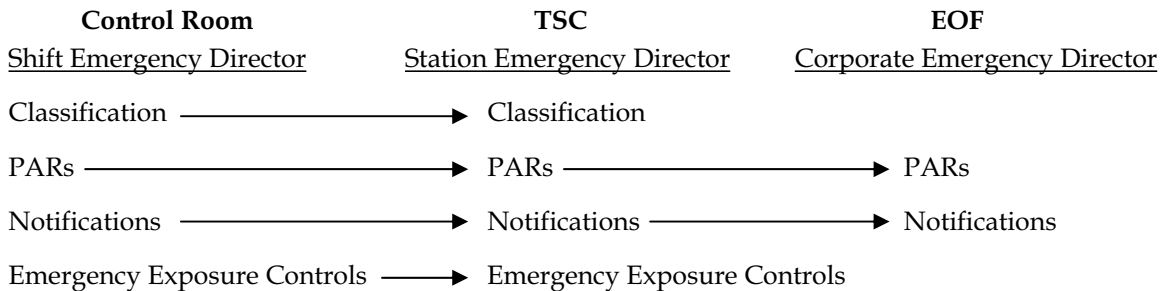 Control Room TSC EOF
Shift Emergency Director Station Emergency Director Corporate Emergency Director
Classification Classification
PARs PARs PARs
Notifications Notifications Notifications
Emergency Exposure Controls Emergency Exposure Controls